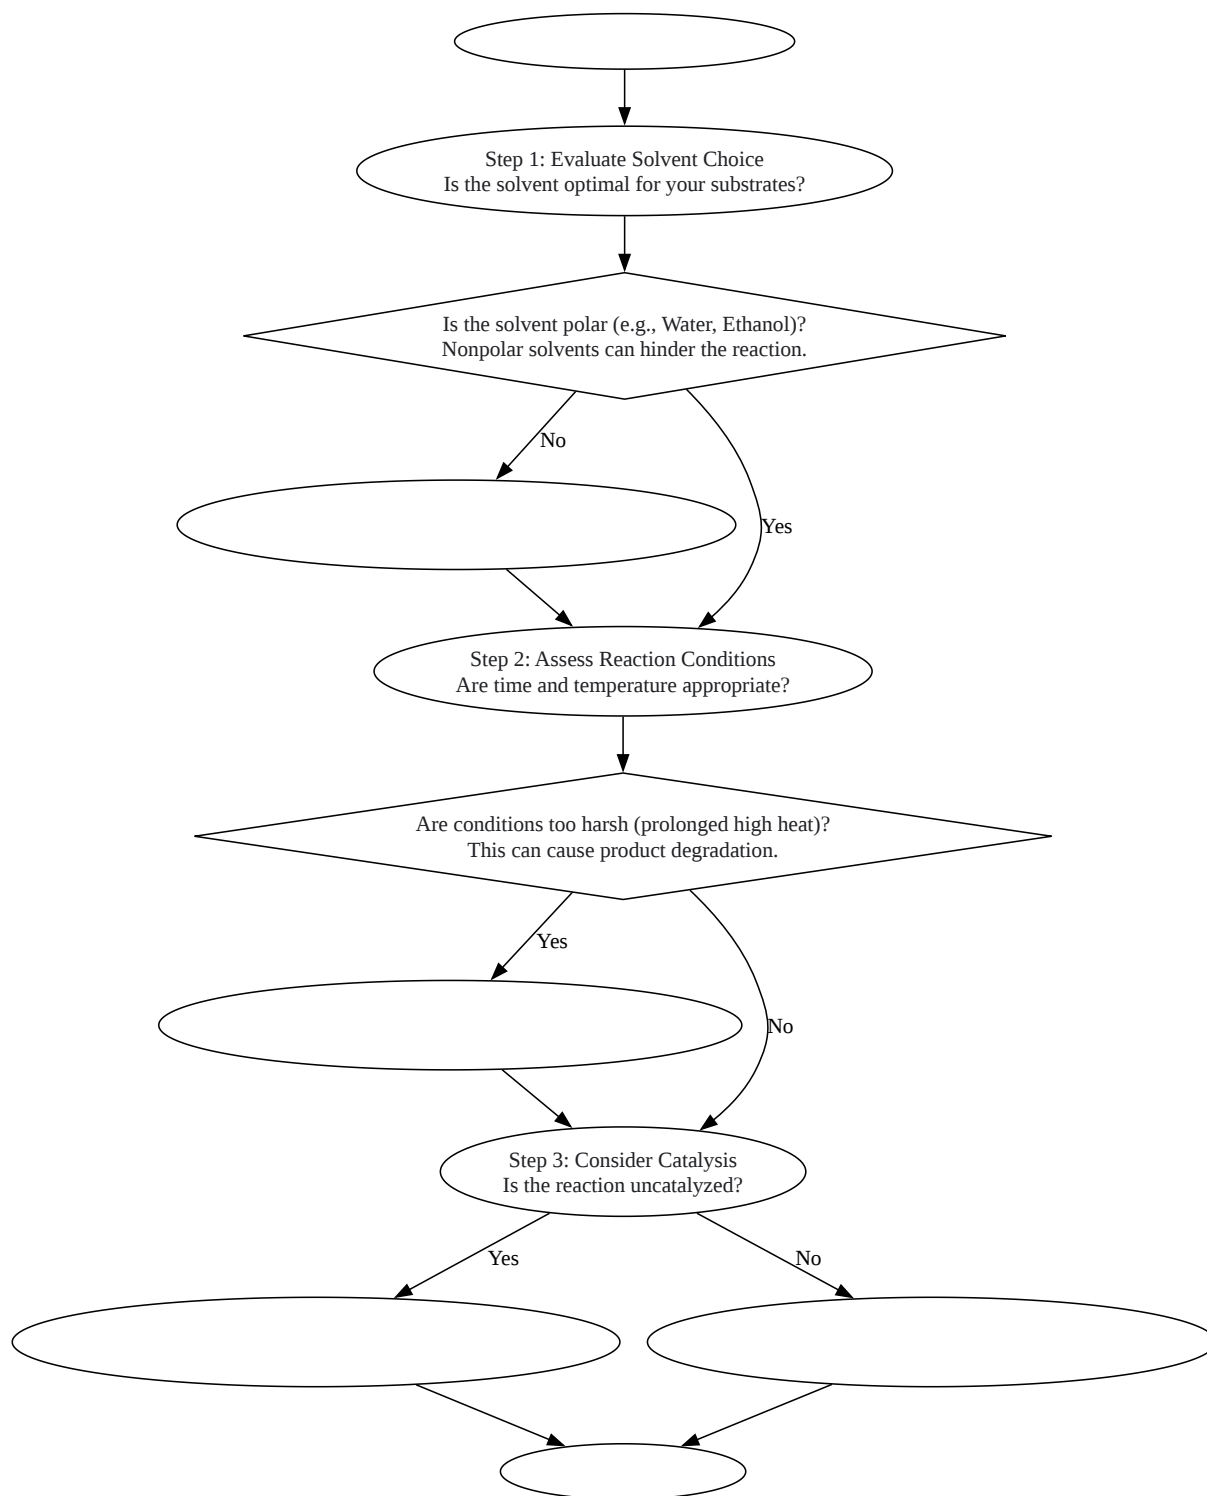 Step 1: Evaluate Solvent Choice
Is the solvent optimal for your substrates?
Is the solvent polar (e.g., Water, Ethanol)?
Nonpolar solvents can hinder the reaction.
No
Yes
Step 2: Assess Reaction Conditions
Are time and temperature appropriate?
Are conditions too harsh (prolonged high heat)?
This can cause product degradation.
Yes
No
Step 3: Consider Catalysis
Is the reaction uncatalyzed?
Yes
No